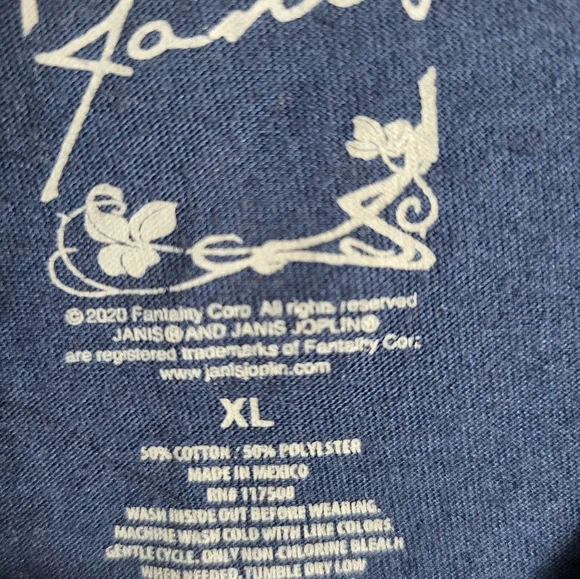 Janis
© 2020 Fantality Corp All rights reserved
JANIS® AND JANIS JOPLIN®
are registered trademarks of Fantality Corp
www.janisjoplin.com
XL
50% COTTON / 50% POLYESTER
MADE IN MEXICO
RN# 117508
WASH INSIDE OUT BEFORE WEARING.
MACHINE WASH COLD WITH LIKE COLORS
GENTLE CYCLE, ONLY NON-CHLORINE BLEACH
WHEN NEEDED, TUMBLE DRY LOW